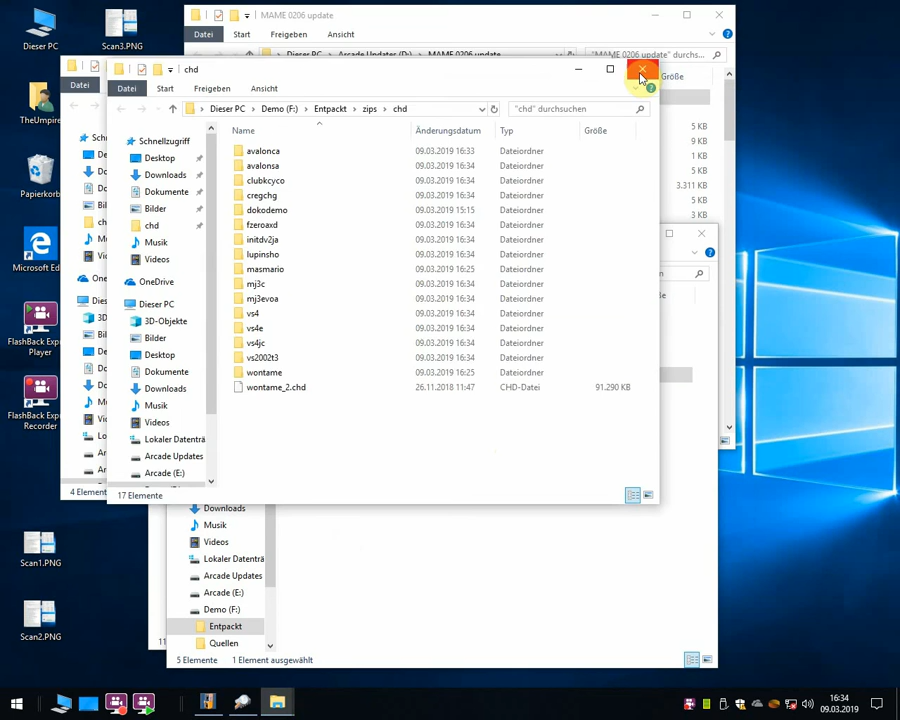 Dieser PC
Scan3.PNG
MAME 0206 update
Datei Start Freigeben Ansicht
Dieser PC Arcade Updates (D:) MAME 0206 update "MAME 0206 update" durchs...
Größe
5 KB
9 KB
1 KB
5 KB
3.311 KB
3 KB
Datei
chd
Datei Start Freigeben Ansicht
Dieser PC Demo (F:) Entpackt zips chd "chd" durchsuchen
Name Änderungsdatum Typ Größe
avalonca 09.03.2019 16:33 Dateiordner
avalonsa 09.03.2019 16:34 Dateiordner
clubkcyco 09.03.2019 16:34 Dateiordner
cregchg 09.03.2019 16:34 Dateiordner
dokodemo 09.03.2019 15:15 Dateiordner
fzeroaxd 09.03.2019 16:34 Dateiordner
initdv2ja 09.03.2019 16:34 Dateiordner
lupinsho 09.03.2019 16:34 Dateiordner
masmario 09.03.2019 16:25 Dateiordner
mj3c 09.03.2019 16:34 Dateiordner
mj3evoa 09.03.2019 16:34 Dateiordner
vs4 09.03.2019 16:34 Dateiordner
vs4e 09.03.2019 16:34 Dateiordner
vs4jc 09.03.2019 16:34 Dateiordner
vs2002t3 09.03.2019 16:34 Dateiordner
wontame 09.03.2019 16:25 Dateiordner
wontame_2.chd 26.11.2018 11:47 CHD-Datei 91.290 KB
Schnellzugriff
Desktop
Downloads
Dokumente
Bilder
chd
Musik
Videos
OneDrive
Dieser PC
3D-Objekte
Bilder
Desktop
Dokumente
Downloads
Musik
Videos
Lokaler Datenträ
Arcade Updates
Arcade (E:)
17 Elemente
4 Elemente
TheUmpire
Papierkorb
Microsoft Ed
FlashBack Expre
Player
FlashBack Expre
Recorder
Scan1.PNG
Scan2.PNG
Downloads
Musik
Videos
Lokaler Datenträ
Arcade Updates
Arcade (E:)
Demo (F:)
Entpackt
Quellen
5 Elemente 1 Element ausgewählt
16:34
09.03.2019